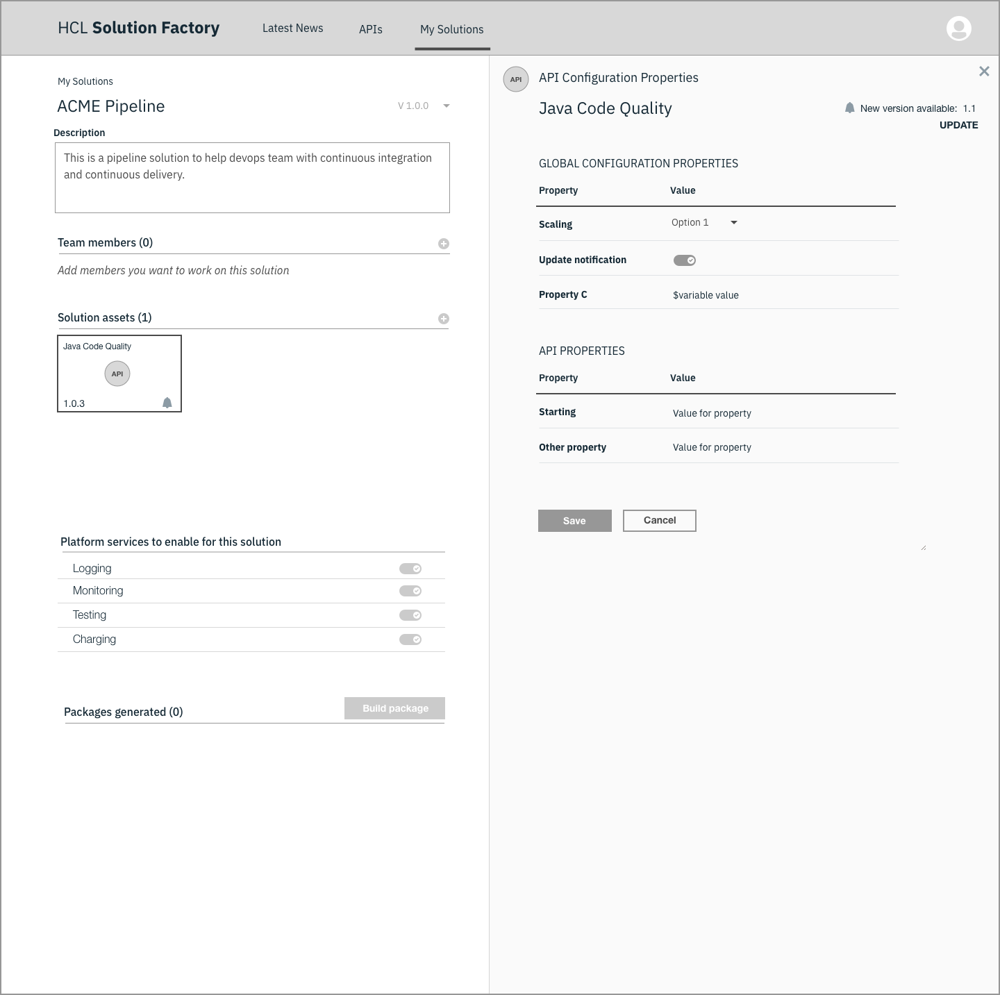 HCL Solution Factory
Latest News
APIs
My Solutions
My Solutions
ACME Pipeline
V 1.0.0
Description
This is a pipeline solution to help devops team with continuous integration
and continuous delivery.
Team members (0)
Add members you want to work on this solution
Solution assets (1)
Java Code Quality
API
1.0.3
Platform services to enable for this solution
Logging
Monitoring
Testing
Charging
Packages generated (0)
Build package
API
API Configuration Properties
Java Code Quality
New version available: 1.1
UPDATE
GLOBAL CONFIGURATION PROPERTIES
Property Value
Scaling Option 1
Update notification
Property C $variable value
API PROPERTIES
Property Value
Starting Value for property
Other property Value for property
Save
Cancel